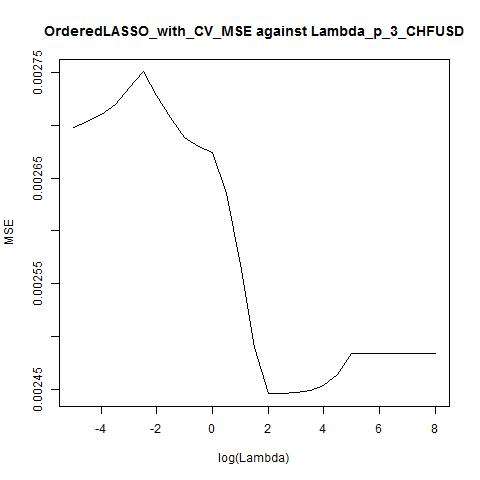 OrderedLASSO_with_CV_MSE against Lambda_p_3_CHFUSD
0.00275
0.00265
0.00255
0.00245
MSE
-4 -2 0 2 4 6 8
log(Lambda)